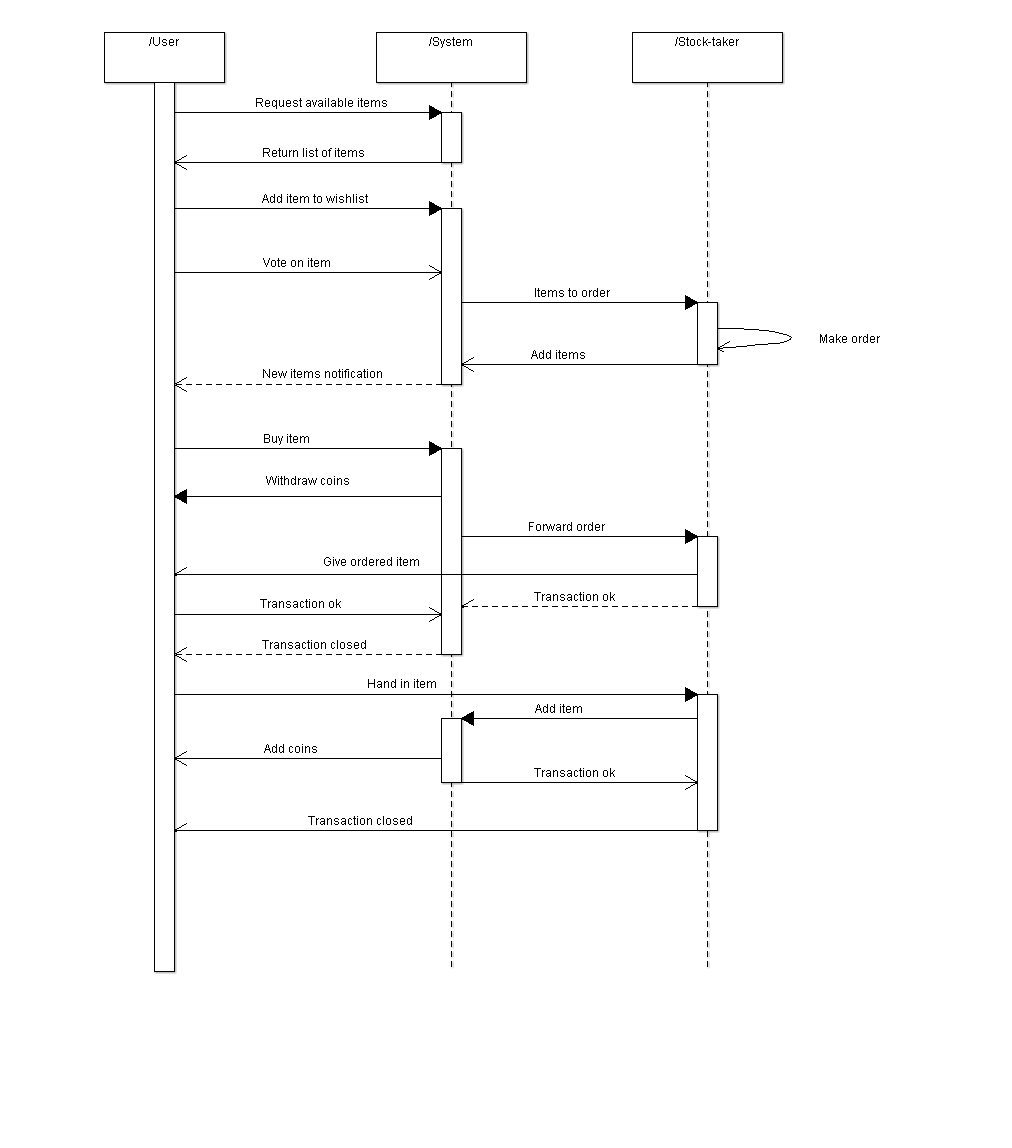 /User
/System
/Stock-taker
Request available items
Return list of items
Add item to wishlist
Vote on item
Items to order
Make order
Add items
New items notification
Buy item
Withdraw coins
Forward order
Give ordered item
Transaction ok
Transaction ok
Transaction closed
Hand in item
Add item
Add coins
Transaction ok
Transaction closed